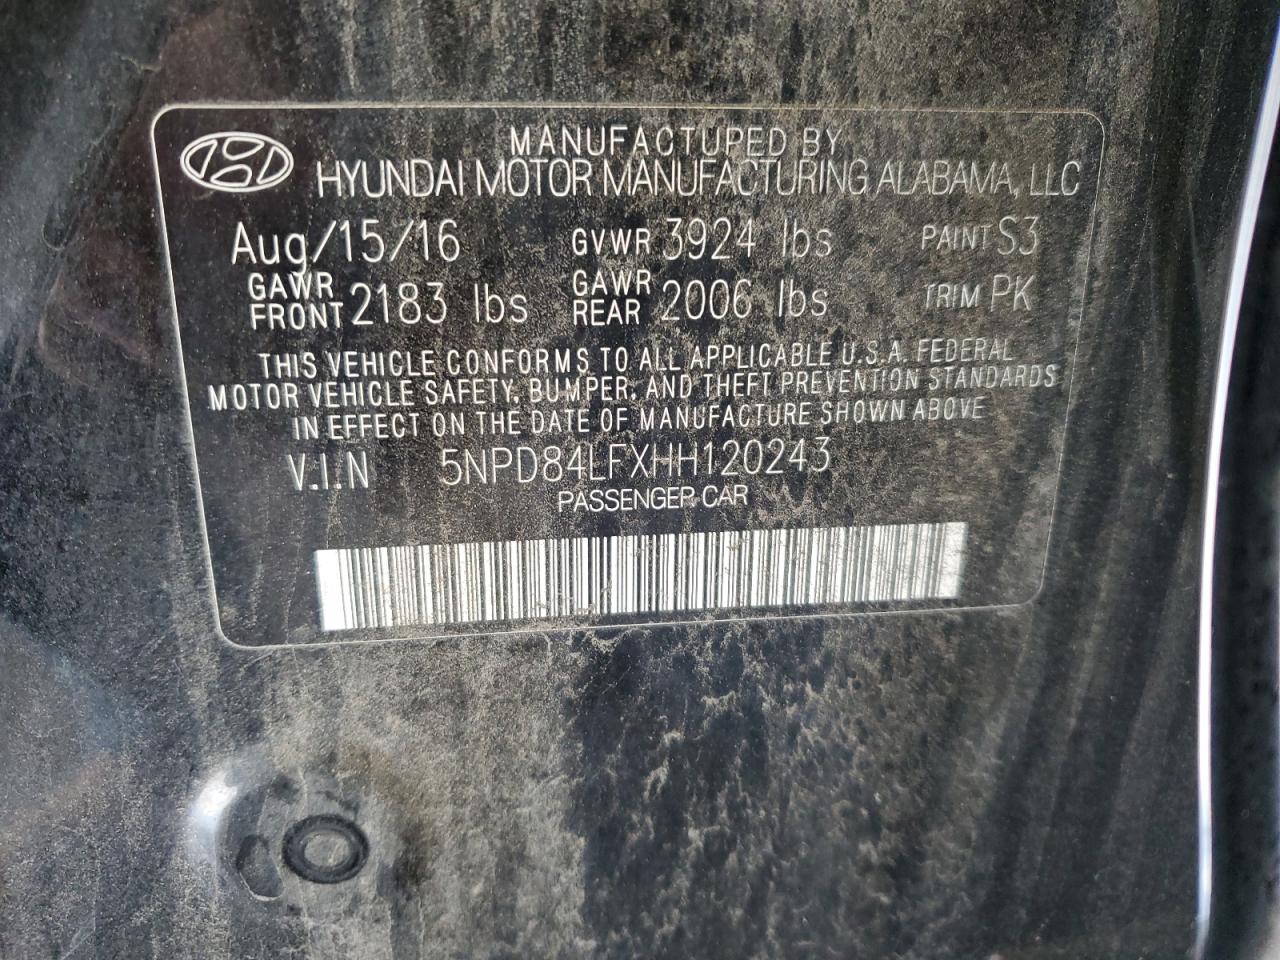 MANUFACTURED BY
HYUNDAI MOTOR MANUFACTURING ALABAMA, LLC
Aug/15/16 GVWR 3924 lbs PAINT S3
GAWR FRONT 2183 lbs GAWR REAR 2006 lbs TRIM PK
THIS VEHICLE CONFORMS TO ALL APPLICABLE U.S.A. FEDERAL
MOTOR VEHICLE SAFETY, BUMPER, AND THEFT PREVENTION STANDARDS
IN EFFECT ON THE DATE OF MANUFACTURE SHOWN ABOVE
V.I.N 5NPD84LFXHH120243
PASSENGER CAR